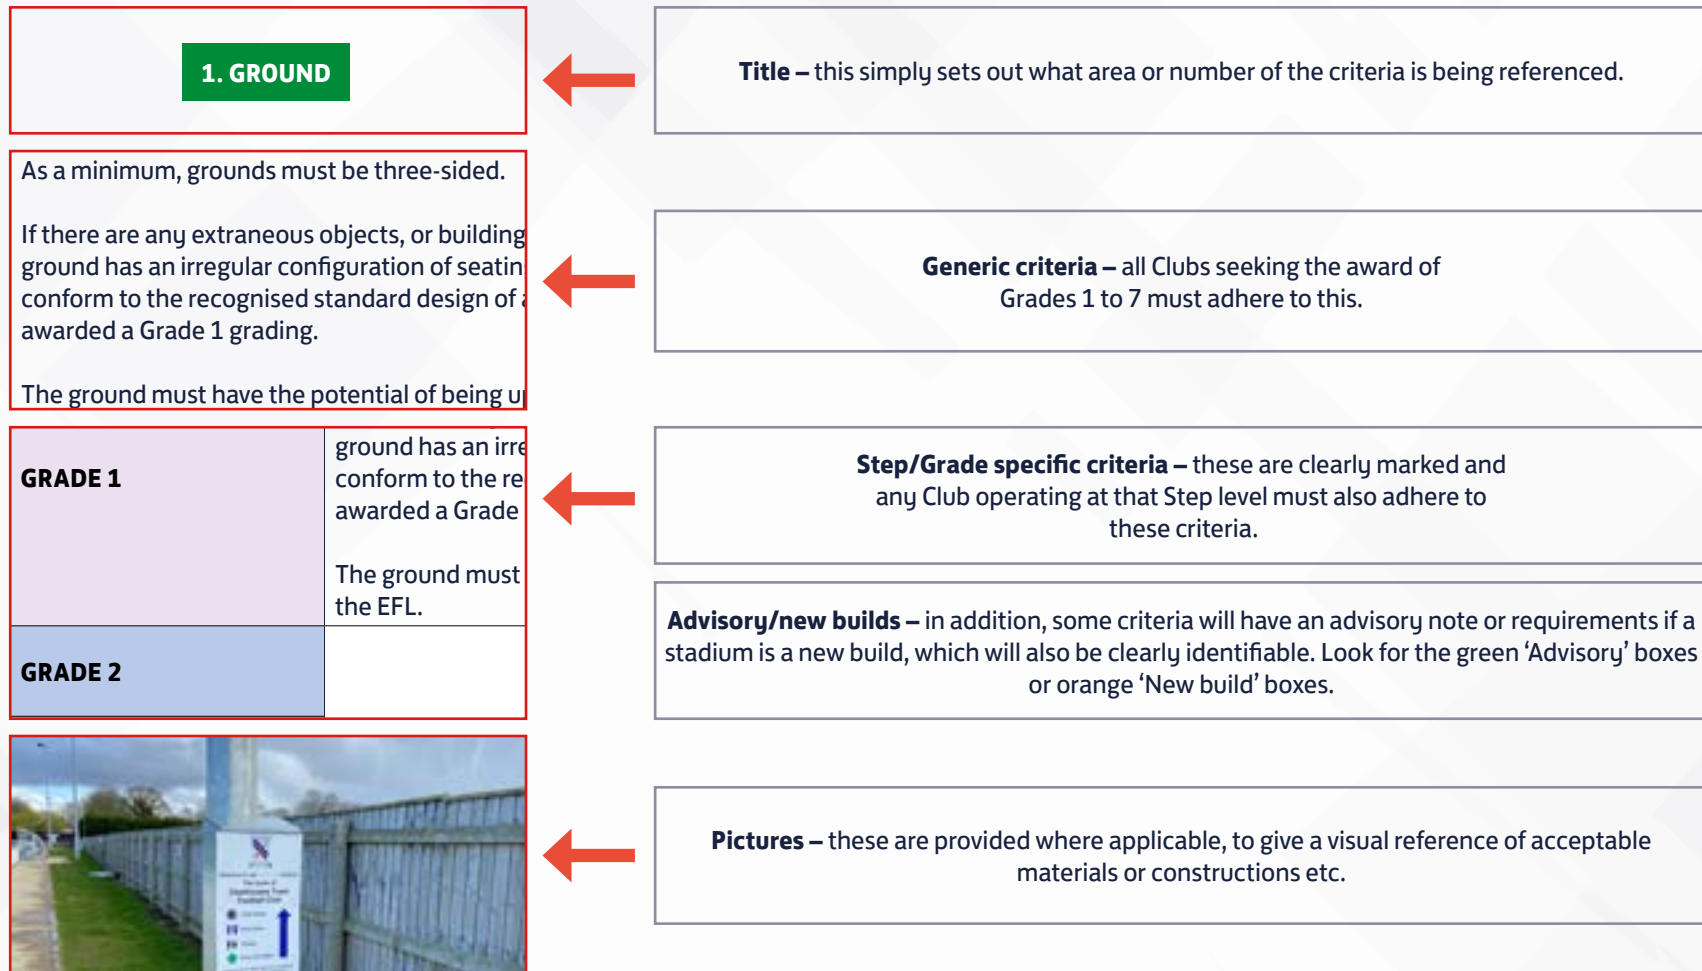 1. GROUND
Title – this simply sets out what area or number of the criteria is being referenced.
As a minimum, grounds must be three-sided.
If there are any extraneous objects, or building
ground has an irregular configuration of seatin
conform to the recognised standard design of a
awarded a Grade 1 grading.
The ground must have the potential of being up
Generic criteria – all Clubs seeking the award of
Grades 1 to 7 must adhere to this.
GRADE 1
ground has an irre
conform to the re
awarded a Grade
The ground must
the EFL.
GRADE 2
Step/Grade specific criteria – these are clearly marked and
any Club operating at that Step level must also adhere to
these criteria.
Advisory/new builds – in addition, some criteria will have an advisory note or requirements if a
stadium is a new build, which will also be clearly identifiable. Look for the green ‘Advisory’ boxes
or orange ‘New build’ boxes.
Pictures – these are provided where applicable, to give a visual reference of acceptable
materials or constructions etc.
Football Club